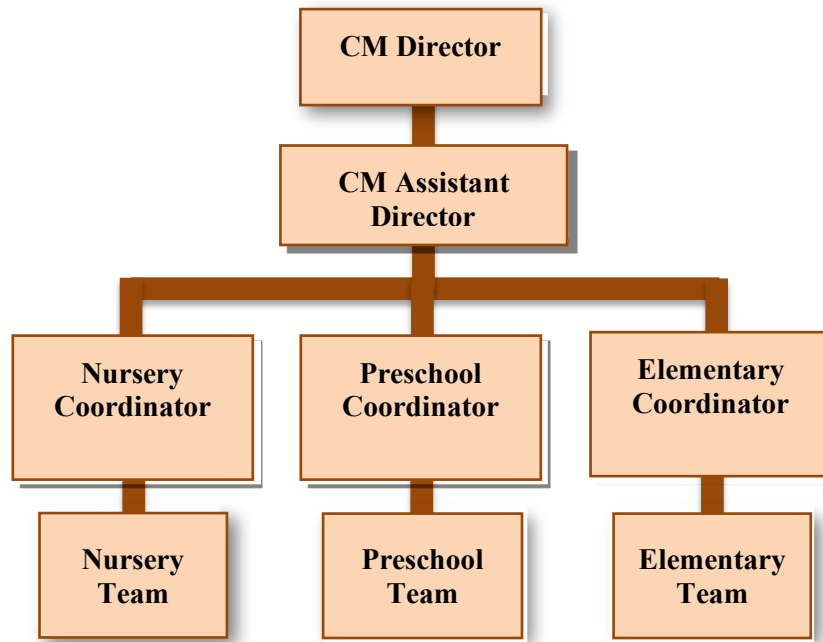 CM Director
CM Assistant
Director
Nursery
Coordinator
Preschool
Coordinator
Elementary
Coordinator
Nursery
Team
Preschool
Team
Elementary
Team